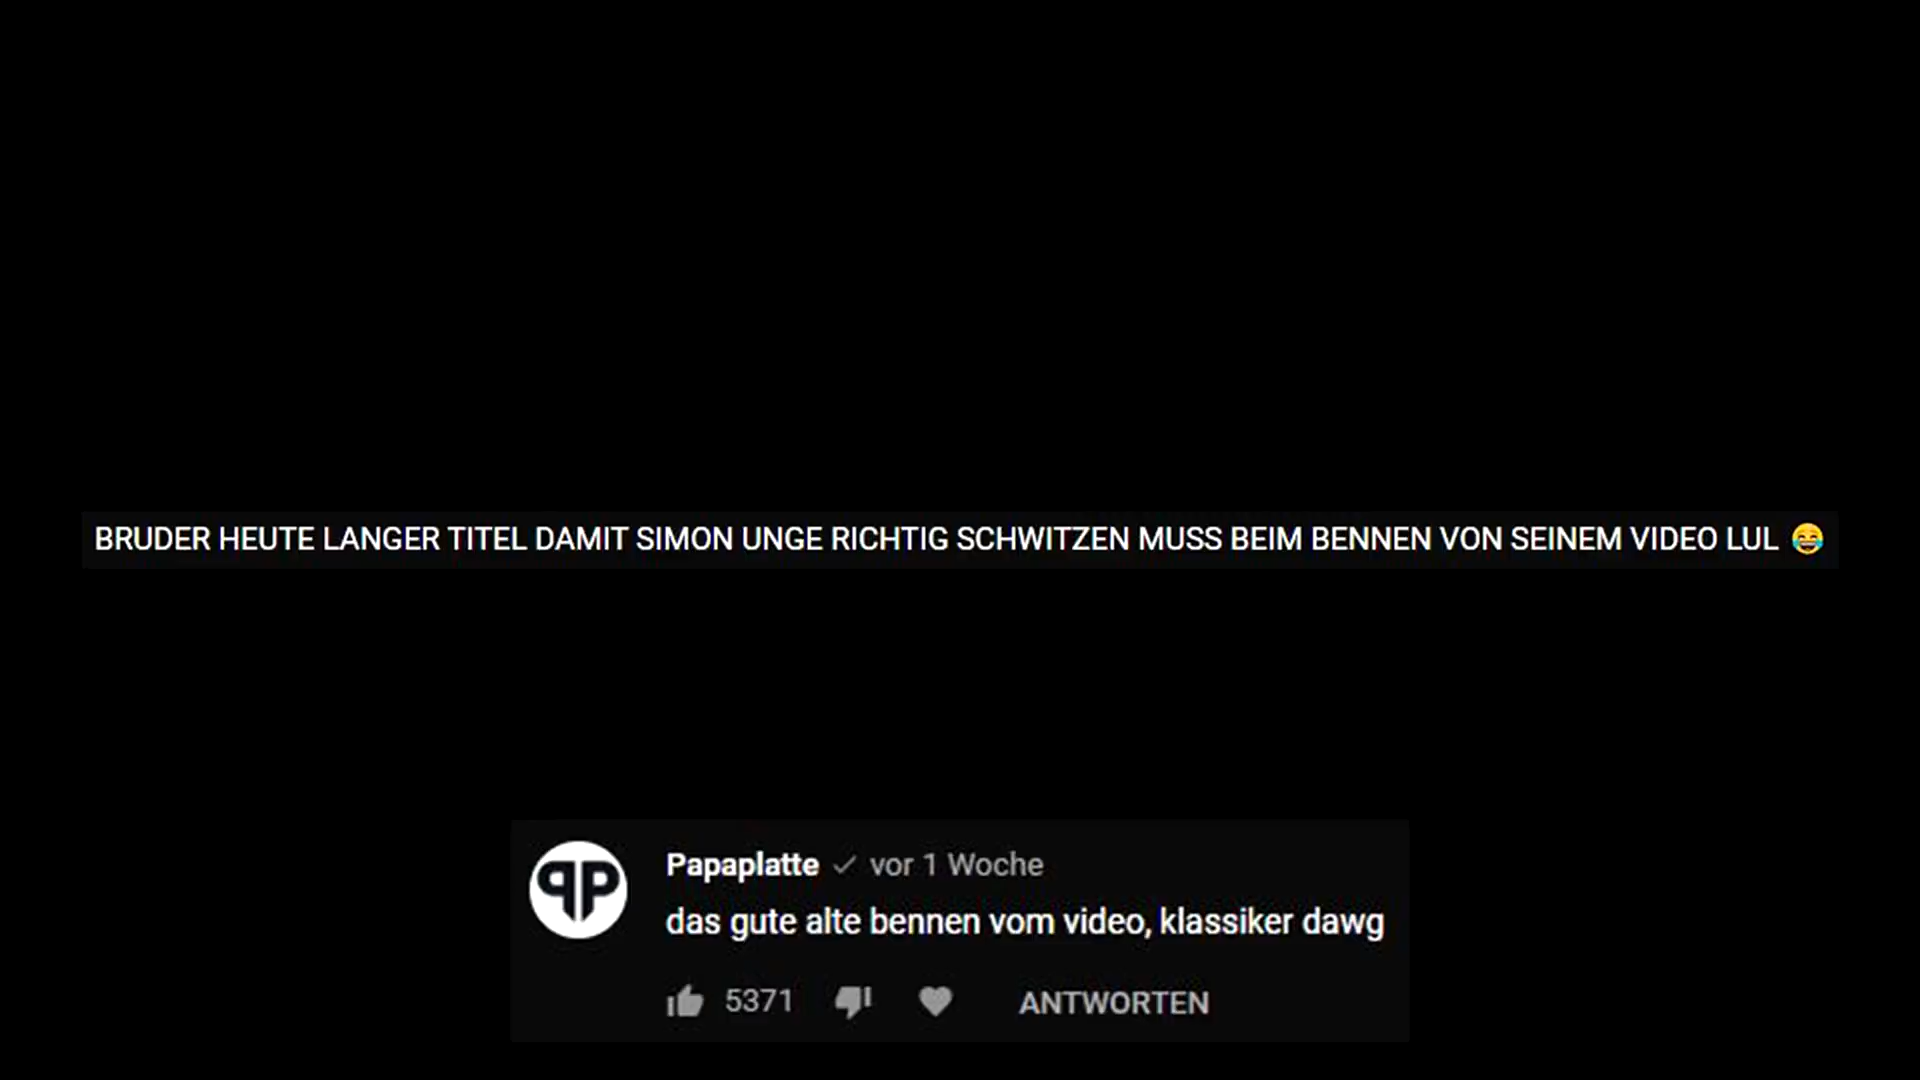 BRUDER HEUTE LANGER TITEL DAMIT SIMON UNGE RICHTIG SCHWITZEN MUSS BEIM BENNEN VON SEINEM VIDEO LUL 😂
Papaplatte ✓ vor 1 Woche
das gute alte bennen vom video, klassiker dawg
5371 ANTWORTEN